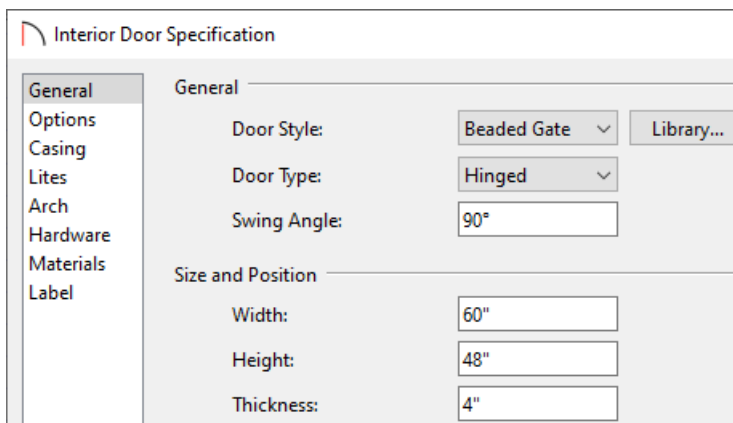 Interior Door Specification
General
Options
Casing
Lites
Arch
Hardware
Materials
Label
General
Door Style: Beaded Gate Library...
Door Type: Hinged
Swing Angle: 90°
Size and Position
Width: 60"
Height: 48"
Thickness: 4"